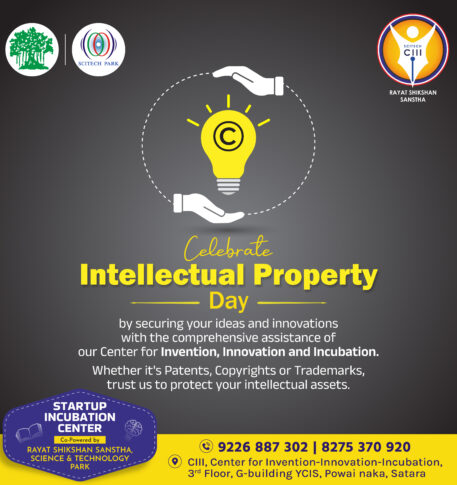 SCITECH PARK
SCITECH
CIII
RAYAT SHIKSHAN
SANSTHA
©
Celebrate
Intellectual Property
Day
by securing your ideas and innovations
with the comprehensive assistance of
our Center for Invention, Innovation and Incubation.
Whether it's Patents, Copyrights or Trademarks,
trust us to protect your intellectual assets.
STARTUP
INCUBATION
CENTER
Co-Powered by
RAYAT SHIKSHAN SANSTHA,
SCIENCE & TECHNOLOGY
PARK
9226 887 302 | 8275 370 920
CIII, Center for Invention-Innovation-Incubation,
3rd Floor, G-building YCIS, Powai naka, Satara